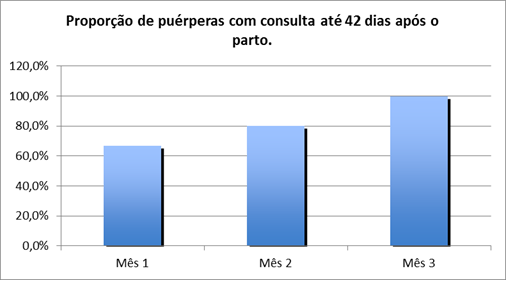 Proporção de puérperas com consulta até 42 dias após o
parto.
120,0%
100,0%
80,0%
60,0%
40,0%
20,0%
0,0%
Mês 1 Mês 2 Mês 3